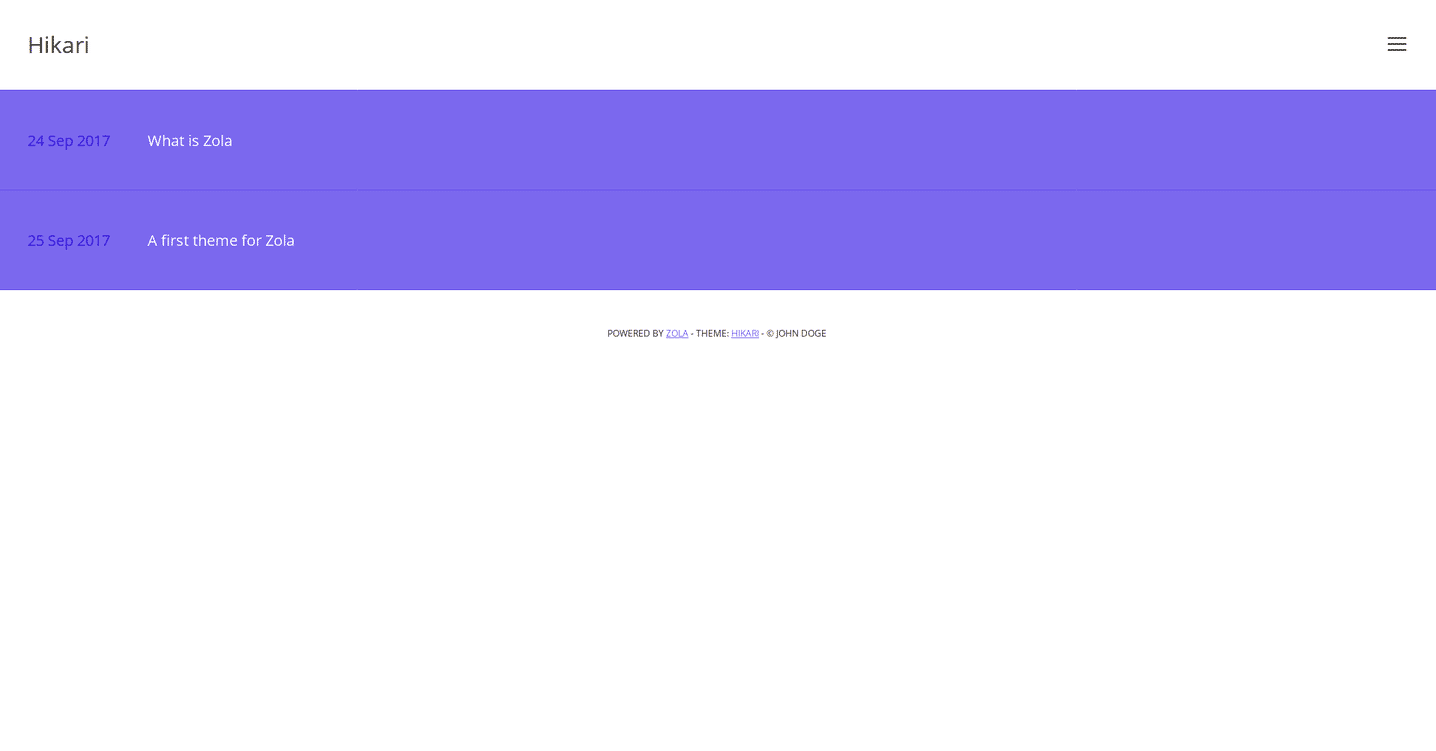 Hikari
24 Sep 2017 What is Zola
25 Sep 2017 A first theme for Zola
POWERED BY ZOLA - THEME: HIKARI - © JOHN DOGE